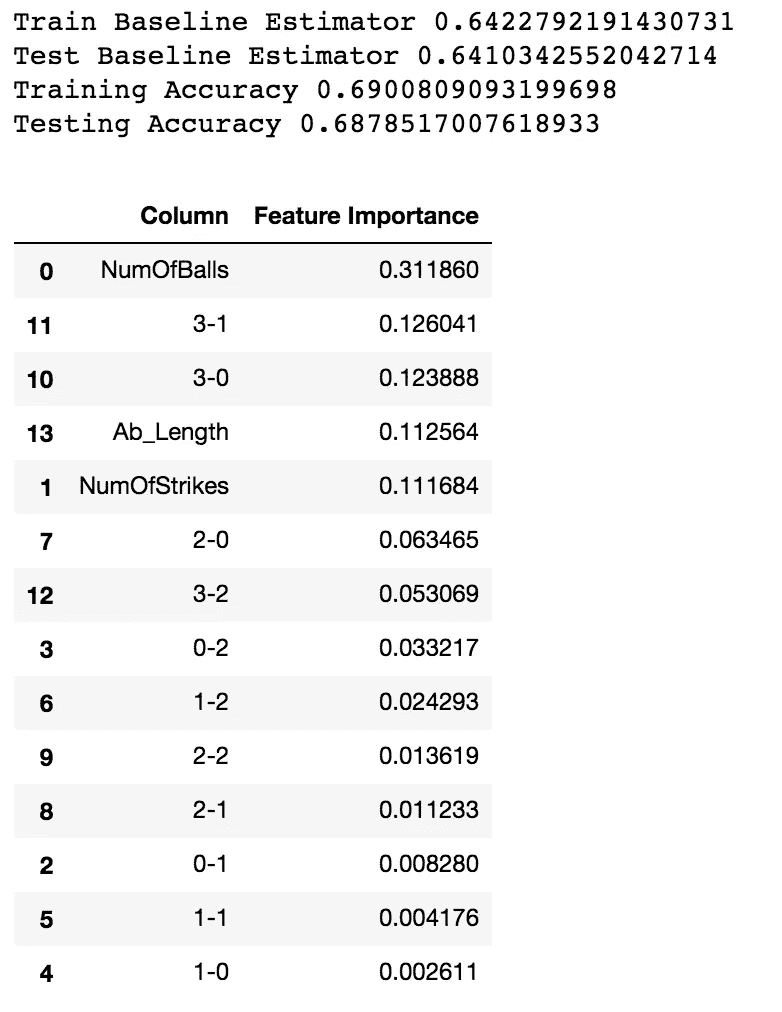 Train Baseline Estimator 0.6422792191430731
Test Baseline Estimator 0.6410342552042714
Training Accuracy 0.6900809093199698
Testing Accuracy 0.6878517007618933
Column Feature Importance
0 NumOfBalls 0.311860
11 3-1 0.126041
10 3-0 0.123888
13 Ab_Length 0.112564
1 NumOfStrikes 0.111684
7 2-0 0.063465
12 3-2 0.053069
3 0-2 0.033217
6 1-2 0.024293
9 2-2 0.013619
8 2-1 0.011233
2 0-1 0.008280
5 1-1 0.004176
4 1-0 0.002611